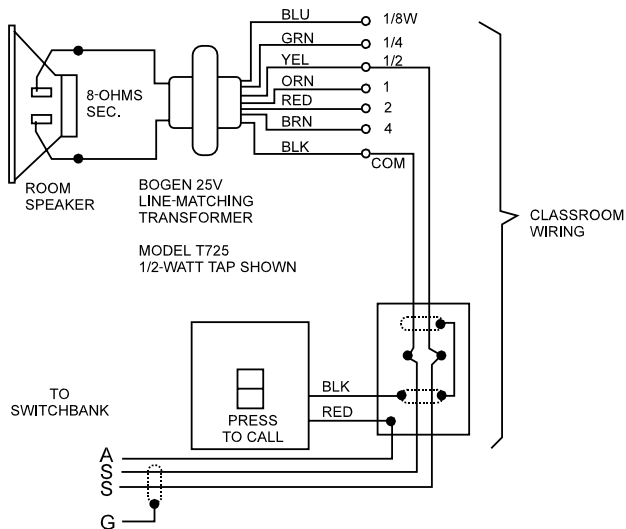 BLU
1/8W
GRN
1/4
YEL
1/2
ORN
1
RED
2
BRN
4
BLK
COM
8-OHMS
SEC.
ROOM
SPEAKER
BOGEN 25V
LINE-MATCHING
TRANSFORMER
MODEL T725
1/2-WATT TAP SHOWN
CLASSROOM
WIRING
PRESS
TO CALL
BLK
RED
TO
SWITCHBANK
A
S
S
G